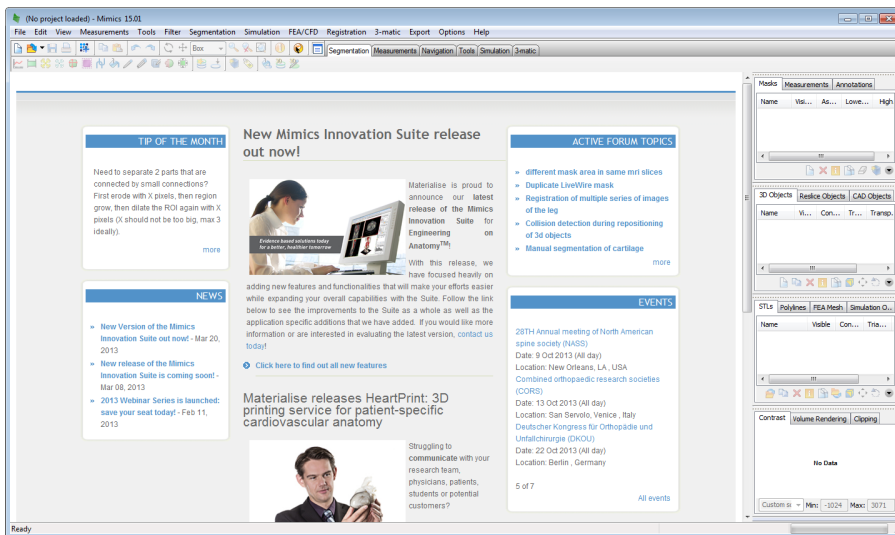 (No project loaded) - Mimics 15.01
File Edit View Measurements Tools Filter Segmentation Simulation FEA/CFD Registration 3-matic Export Options Help
Box
Segmentation Measurements Navigation Tools Simulation 3-matic
TIP OF THE MONTH
Need to separate 2 parts that are
connected by small connections?
First erode with X pixels, then region
grow, then dilate the ROI again with X
pixels (X should not be too big, max 3
ideally).
more
NEWS
» New Version of the Mimics
Innovation Suite out now! - Mar 20,
2013
» New release of the Mimics
Innovation Suite is coming soon! -
Mar 08, 2013
» 2013 Webinar Series is launched:
save your seat today! - Feb 11,
2013
New Mimics Innovation Suite release
out now!
Evidence based solutions today
for a better, healthier tomorrow
Materialise is proud to
announce our latest
release of the Mimics
Innovation Suite for
Engineering on
Anatomy™!
With this release, we
have focused heavily on
adding new features and functionalities that will make your efforts easier
while expanding your overall capabilities with the Suite. Follow the link
below to see the improvements to the Suite as a whole as well as the
application specific additions that we have added. If you would like more
information or are interested in evaluating the latest version, contact us
today!
Click here to find out all new features
Materialise releases HeartPrint: 3D
printing service for patient-specific
cardiovascular anatomy
Struggling to
communicate with your
research team,
physicians, patients,
students or potential
customers?
ACTIVE FORUM TOPICS
» different mask area in same mri slices
» Duplicate LiveWire mask
» Registration of multiple series of images
of the leg
» Collision detection during repositioning
of 3d objects
» Manual segmentation of cartilage
more
EVENTS
28TH Annual meeting of North American
spine society (NASS)
Date: 9 Oct 2013 (All day)
Location: New Orleans, LA , USA
Combined orthopaedic research societies
(CORS)
Date: 13 Oct 2013 (All day)
Location: San Servolo, Venice , Italy
Deutscher Kongress für Orthopädie und
Unfallchirurgie (DKOU)
Date: 22 Oct 2013 (All day)
Location: Berlin , Germany
5 of 7
All events
Masks Measurements Annotations
Name Visi... As... Lowe... High
3D Objects Reslice Objects CAD Objects
Name Vi... Con... Tr... Transp.
STLs Polylines FEA Mesh Simulation O...
Name Visible Con... Tria...
Contrast Volume Rendering Clipping
No Data
Custom s Min: -1024 Max: 3071
Ready